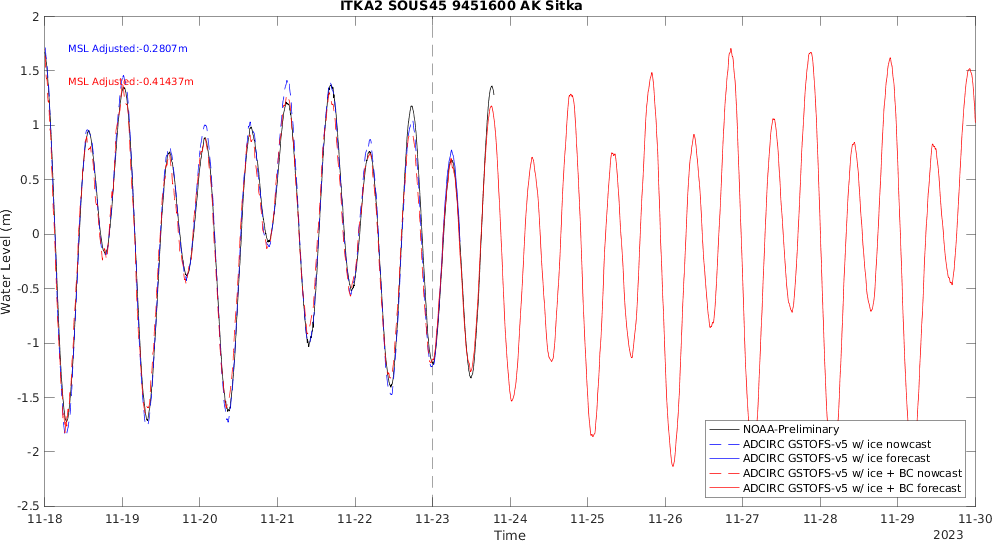 ITKA2 SOUS45 9451600 AK Sitka
MSL Adjusted:-0.2807m
MSL Adjusted:-0.41437m
Water Level (m)
2
1.5
1
0.5
0
-0.5
-1
-1.5
-2
-2.5
NOAA-Preliminary
ADCIRC GSTOFS-v5 w/ ice nowcast
ADCIRC GSTOFS-v5 w/ ice forecast
ADCIRC GSTOFS-v5 w/ ice + BC nowcast
ADCIRC GSTOFS-v5 w/ ice + BC forecast
11-18 11-19 11-20 11-21 11-22 11-23 11-24 11-25 11-26 11-27 11-28 11-29 11-30
Time
2023